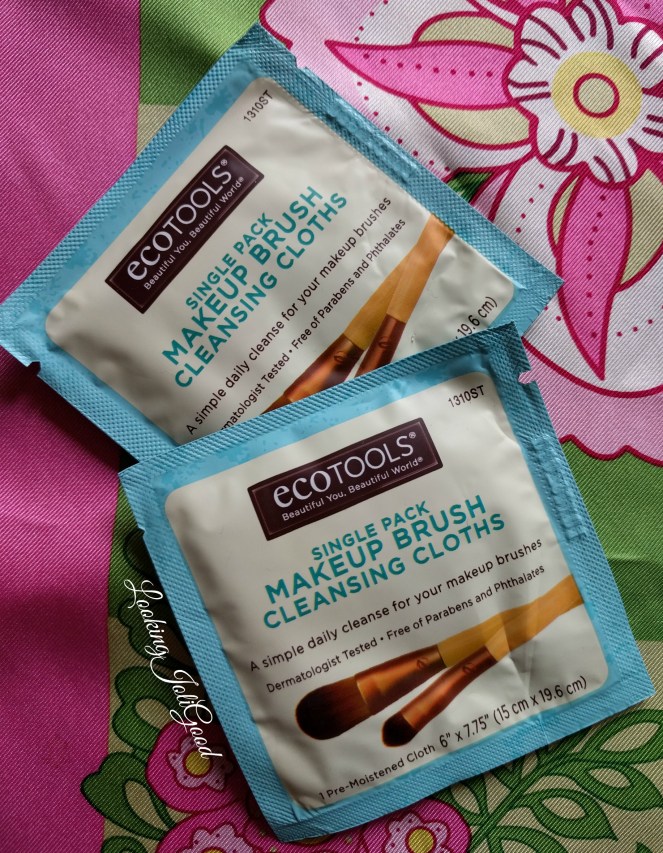 1310ST
ecoTOOLS®
Beautiful You, Beautiful World®
SINGLE PACK
MAKEUP BRUSH
CLEANSING CLOTHS
A simple daily cleanse for your makeup brushes
Dermatologist Tested • Free of Parabens and Phthalates
19.6 cm)
1310ST
ecoTOOLS®
Beautiful You, Beautiful World®
SINGLE PACK
MAKEUP BRUSH
CLEANSING CLOTHS
A simple daily cleanse for your makeup brushes
Dermatologist Tested • Free of Parabens and Phthalates
1 Pre-Moistened Cloth 6" x 7.75" (15 cm x 19.6 cm)
Looking JoliGood